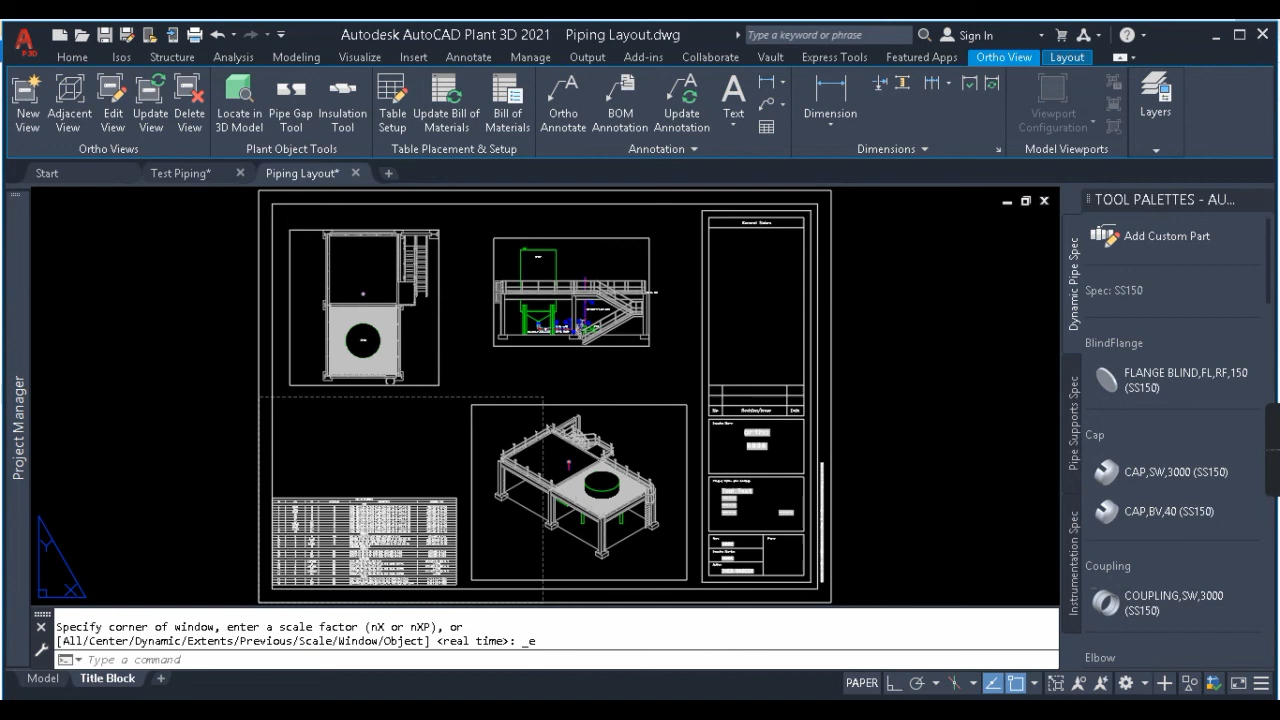 Autodesk AutoCAD Plant 3D 2021 Piping Layout.dwg
Type a keyword or phrase
Sign In
P3D
Home Isos Structure Analysis Modeling Visualize Insert Annotate Manage Output Add-ins Collaborate Vault Express Tools Featured Apps Ortho View Layout
New View
Adjacent View
Edit View
Update View
Delete View
Locate in 3D Model
Pipe Gap Tool
Insulation Tool
Table Setup
Update Bill of Materials
Bill of Materials
Ortho Annotate
BOM Annotation
Update Annotation
Text
Dimension
Viewport Configuration
Layers
Ortho Views
Plant Object Tools
Table Placement & Setup
Annotation
Dimensions
Model Viewports
Start
Test Piping*
Piping Layout*
Project Manager
General Notes
No Revision/Issue Date
Y
X
TOOL PALETTES - AU...
Dynamic Pipe Spec
Pipe Supports Spec
Instrumentation Spec
Add Custom Part
Spec: SS150
BlindFlange
FLANGE BLIND,FL,RF,150
(SS150)
Cap
CAP,SW,3000 (SS150)
CAP,BV,40 (SS150)
Coupling
COUPLING,SW,3000
(SS150)
Elbow
Specify corner of window, enter a scale factor (nX or nXP), or
[All/Center/Dynamic/Extents/Previous/Scale/Window/Object] <real time>: _e
Type a command
Model
Title Block
PAPER